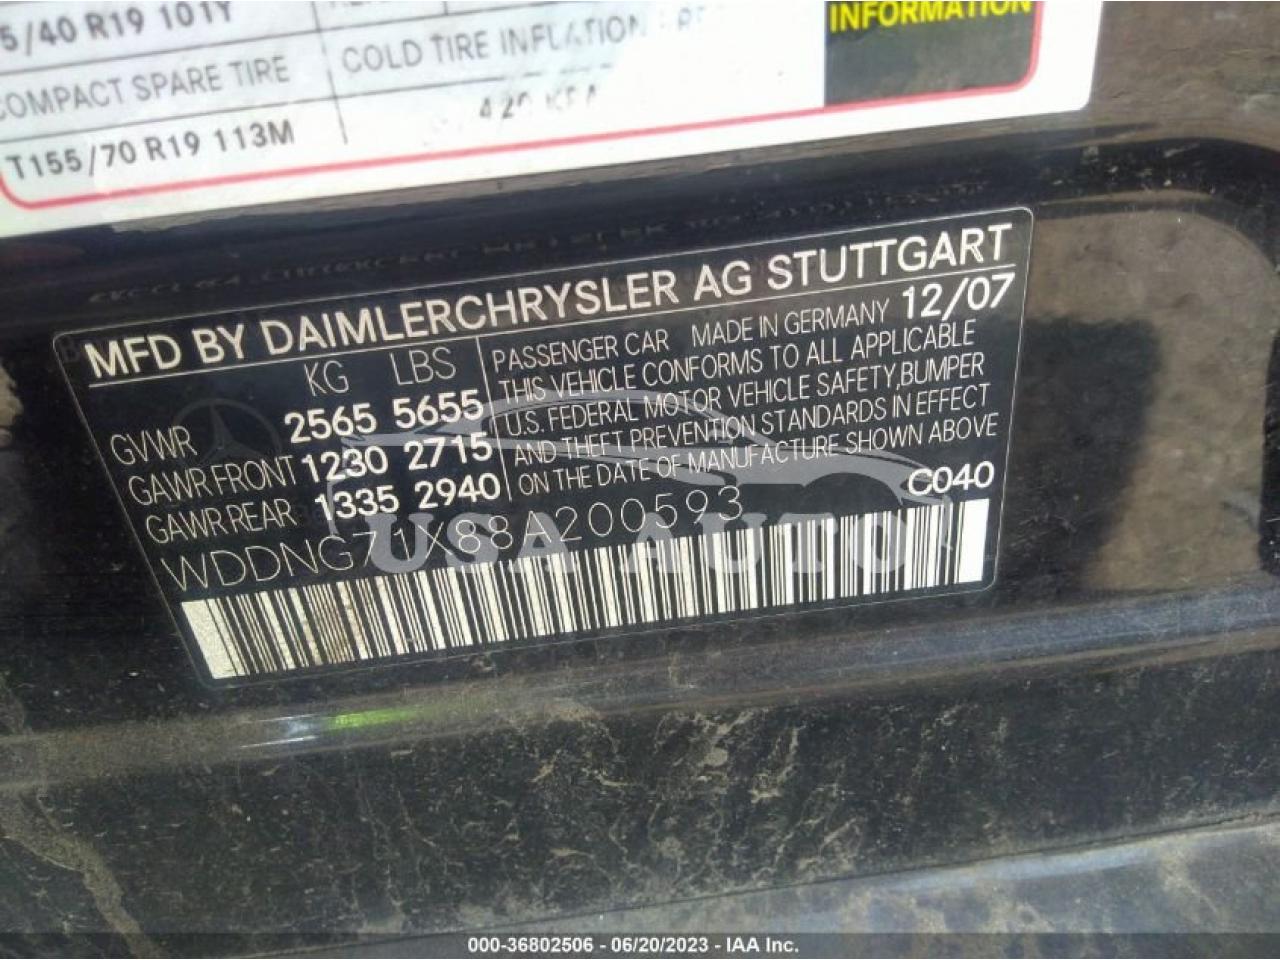 5/40 R19 101Y
INFORMATION
COMPACT SPARE TIRE COLD TIRE INFLATION
T155/70 R19 113M
MFD BY DAIMLERCHRYSLER AG STUTTGART
KG LBS
PASSENGER CAR MADE IN GERMANY 12/07
THIS VEHICLE CONFORMS TO ALL APPLICABLE
GVWR 2565 5655
U.S. FEDERAL MOTOR VEHICLE SAFETY,BUMPER
GAWR FRONT 1230 2715
AND THEFT PREVENTION STANDARDS IN EFFECT
GAWR REAR 1335 2940
ON THE DATE OF MANUFACTURE SHOWN ABOVE
WDDNG71X88A200593
C040
USA AUTO
000-36802506 - 06/20/2023 - IAA Inc.